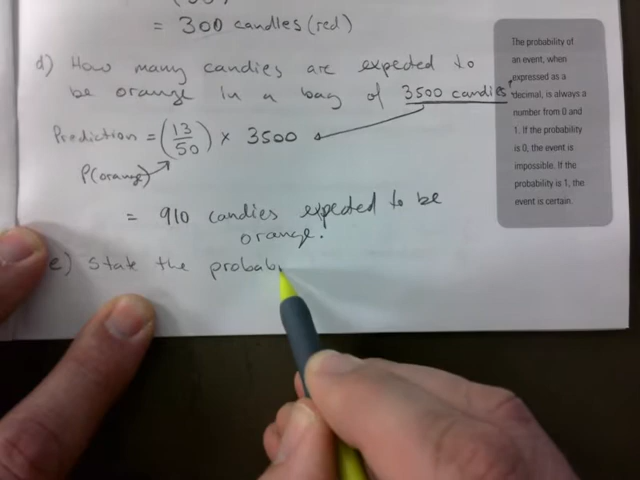 = 300 candles (red)
d) How many candies are expected to
be orange in a bag of 3500 candies?
Prediction = (13/50) × 3500
P(orange)
= 910 candies expected to be
orange.
e) State the probabi
The probability of
an event, when
expressed as a
decimal, is always a
number from 0 and
1. If the probability
is 0, the event is
impossible. If the
probability is 1, the
event is certain.